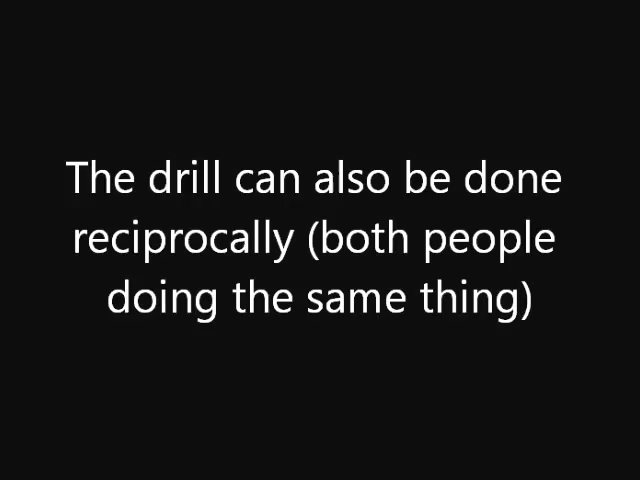 The drill can also be done
reciprocally (both people
doing the same thing)